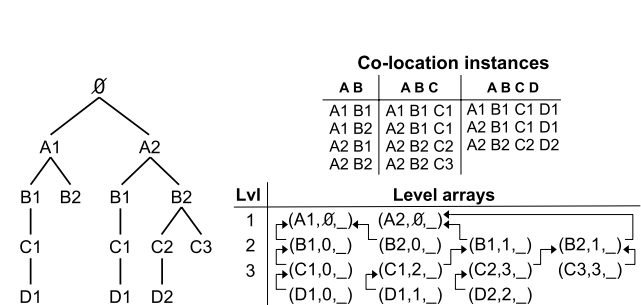 ∅
A1 A2
B1 B2 B1 B2
C1 C1 C2 C3
D1 D1 D2
Co-location instances
A B A B C A B C D
A1 B1 A1 B1 C1 A1 B1 C1 D1
A1 B2 A2 B1 C1 A2 B1 C1 D1
A2 B1 A2 B2 C2 A2 B2 C2 D2
A2 B2 A2 B2 C3
Lvl Level arrays
1 (A1,∅,_) (A2,∅,_)
2 (B1,0,_) (B2,0,_) (B1,1,_) (B2,1,_)
3 (C1,0,_) (C1,2,_) (C2,3,_) (C3,3,_)
(D1,0,_) (D1,1,_) (D2,2,_)